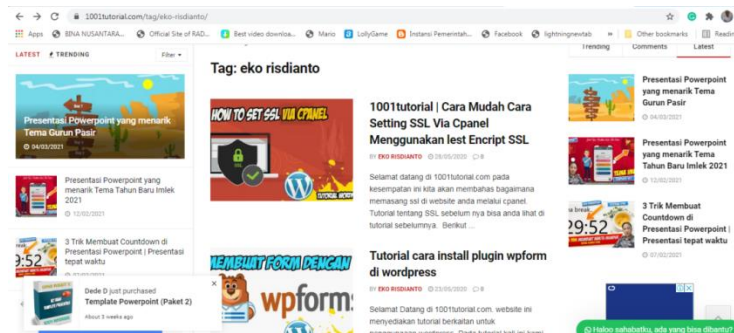 1001tutorial.com/tag/eko-risdianto/
Apps
BINA NUSANTARA...
Official Site of RAD...
Best video downloa...
Mario
LollyGame
Instansi Pemerintah...
Facebook
lightningnewtab
»
Other bookmarks
LATEST
TRENDING
Filter
Presentasi Powerpoint
yang menarik
Tema Gurun Pasir
04/03/2021
Presentasi Powerpoint yang
menarik Tema Tahun Baru Imlek
2021
12/02/2021
3 Trik Membuat Countdown di
Presentasi Powerpoint | Presentasi
tepat waktu
9:52
Dede D just purchased
Template Powerpoint (Paket 2)
About 3 weeks ago
Tag: eko risdianto
HOW TO SET SSL VIA CPANEL
1001tutorial | Cara Mudah Cara
Setting SSL Via Cpanel
Menggunakan lest Encript SSL
BY EKO RISDIANTO
28/05/2020
0
Selamat datang di 1001tutorial.com pada
kesempatan ini kita akan membahas bagaimana
memasang ssl di website anda melalui cpanel.
Tutorial tentang SSL sebelum nya bisa anda lihat di
tutorial sebelumnya. Berikut ...
MEMBUAT FORM DENGAN
wpforms
Tutorial cara install plugin wpform
di wordpress
BY EKO RISDIANTO
23/05/2020
0
Selamat Datang di 1001tutorial.com. website ini
menyediakan tutorial berkaitan untuk
Trending
Comments
Latest
Presentasi Powerpoint
yang menarik Tema
Gurun Pasir
04/03/2021
Presentasi Powerpoint
yang menarik Tema
Tahun Baru Imlek 2021
12/02/2021
29:52
3 Trik Membuat
Countdown di
Presentasi Powerpoint |
Presentasi tepat waktu
07/02/2021
Haloo sahabatku, ada yang bisa dibantu?